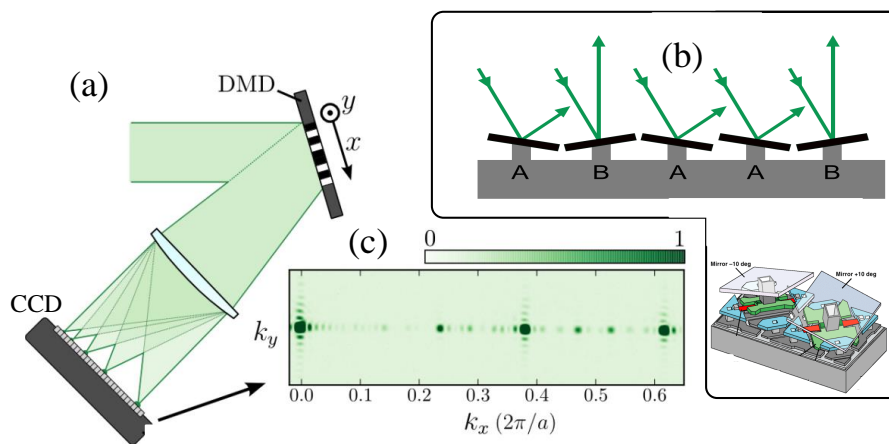 (a)
DMD
y
x
CCD
(b)
A B A A B
(c)
0 1
k_y
0.0 0.1 0.2 0.3 0.4 0.5 0.6
k_x (2π/a)
Mirror −10 deg
Mirror +10 deg